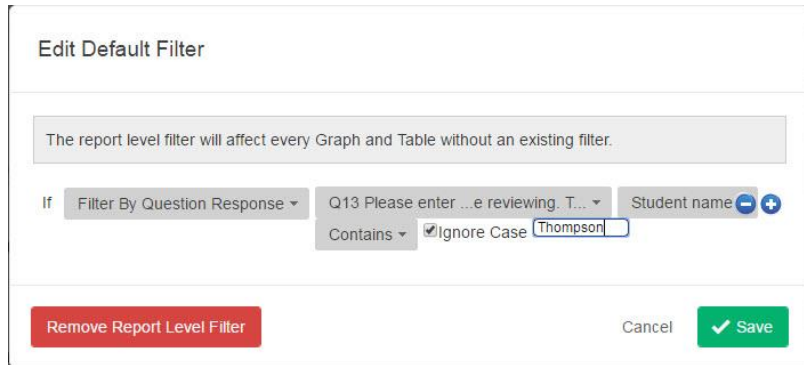 Edit Default Filter
The report level filter will affect every Graph and Table without an existing filter.
If Filter By Question Response Q13 Please enter ...e reviewing. T... Student name
Contains Ignore Case Thompson
Remove Report Level Filter Cancel Save